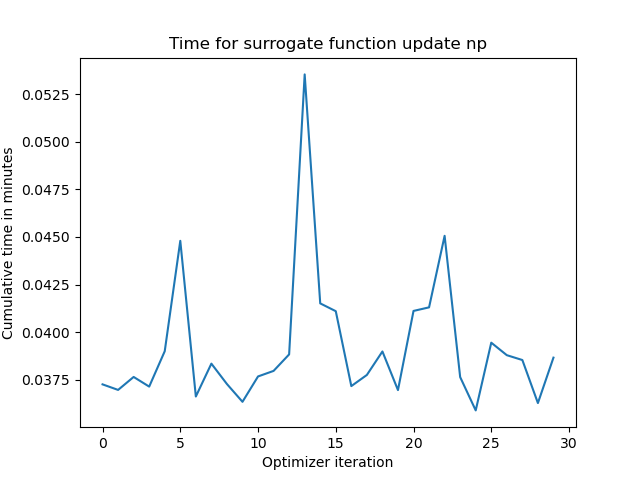 Time for surrogate function update np
Cumulative time in minutes
0.0525
0.0500
0.0475
0.0450
0.0425
0.0400
0.0375
0 5 10 15 20 25 30
Optimizer iteration